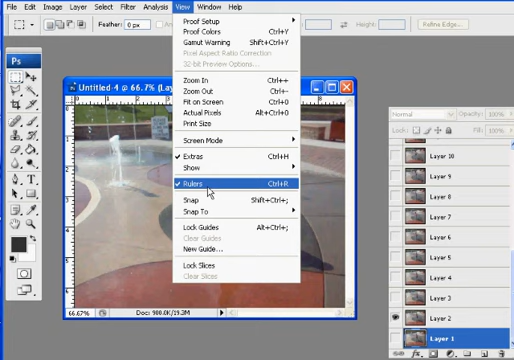 File Edit Image Layer Select Filter Analysis View Window Help
Feather: 0 px Width: Height: Refine Edge...
Ps
Untitled-4 @ 66.7% (Lay
Proof Setup
Proof Colors Ctrl+Y
Gamut Warning Shift+Ctrl+Y
Pixel Aspect Ratio Correction
32-bit Preview Options...
Zoom In Ctrl++
Zoom Out Ctrl+-
Fit on Screen Ctrl+0
Actual Pixels Alt+Ctrl+0
Print Size
Screen Mode
Extras Ctrl+H
Show
Rulers Ctrl+R
Snap Shift+Ctrl+;
Snap To
Lock Guides Alt+Ctrl+;
Clear Guides
New Guide...
Lock Slices
Clear Slices
66.67% Doc: 900.0K/19.3M
Normal Opacity: 100%
Lock: Fill: 100%
Layer 10
Layer 9
Layer 8
Layer 7
Layer 6
Layer 5
Layer 4
Layer 3
Layer 2
Layer 1